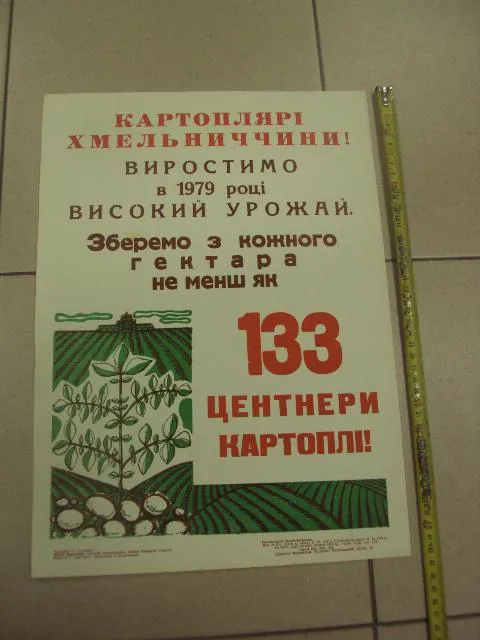 КАРТОПЛЯРІ
ХМЕЛЬНИЧЧИНИ!
ВИРОСТИМО
в 1979 році
ВИСОКИЙ УРОЖАЙ.
Зберемо з кожного
гектара
не менш як
133
ЦЕНТНЕРИ
КАРТОПЛІ!